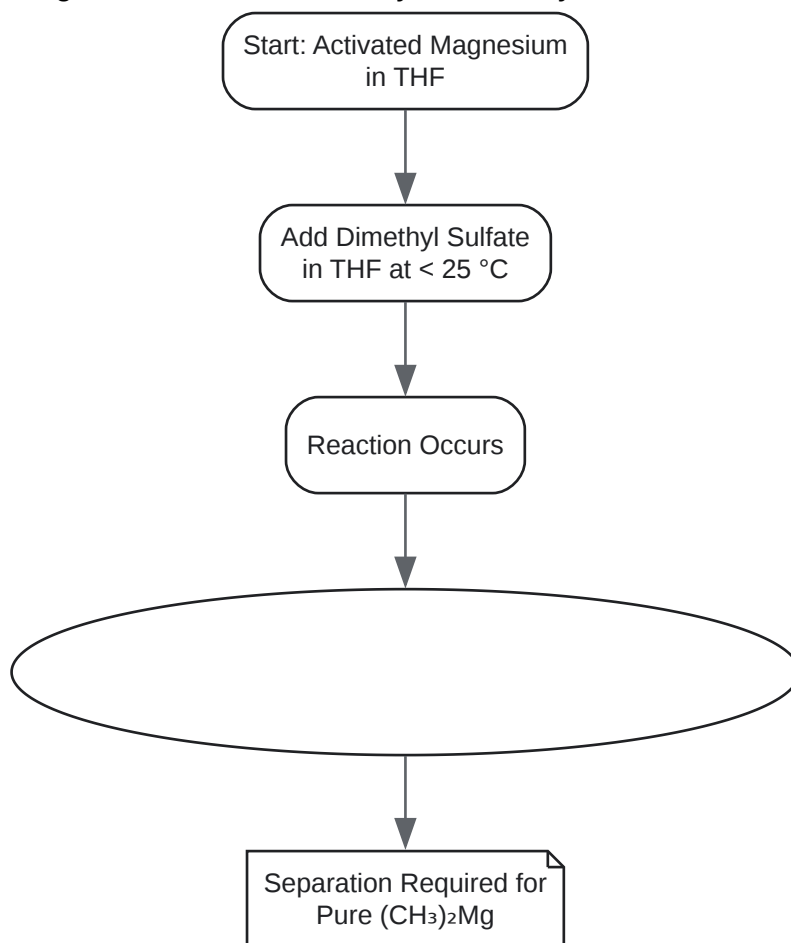 Start: Activated Magnesium
in THF
Add Dimethyl Sulfate
in THF at < 25 °C
Reaction Occurs
Separation Required for
Pure (CH₃)₂Mg